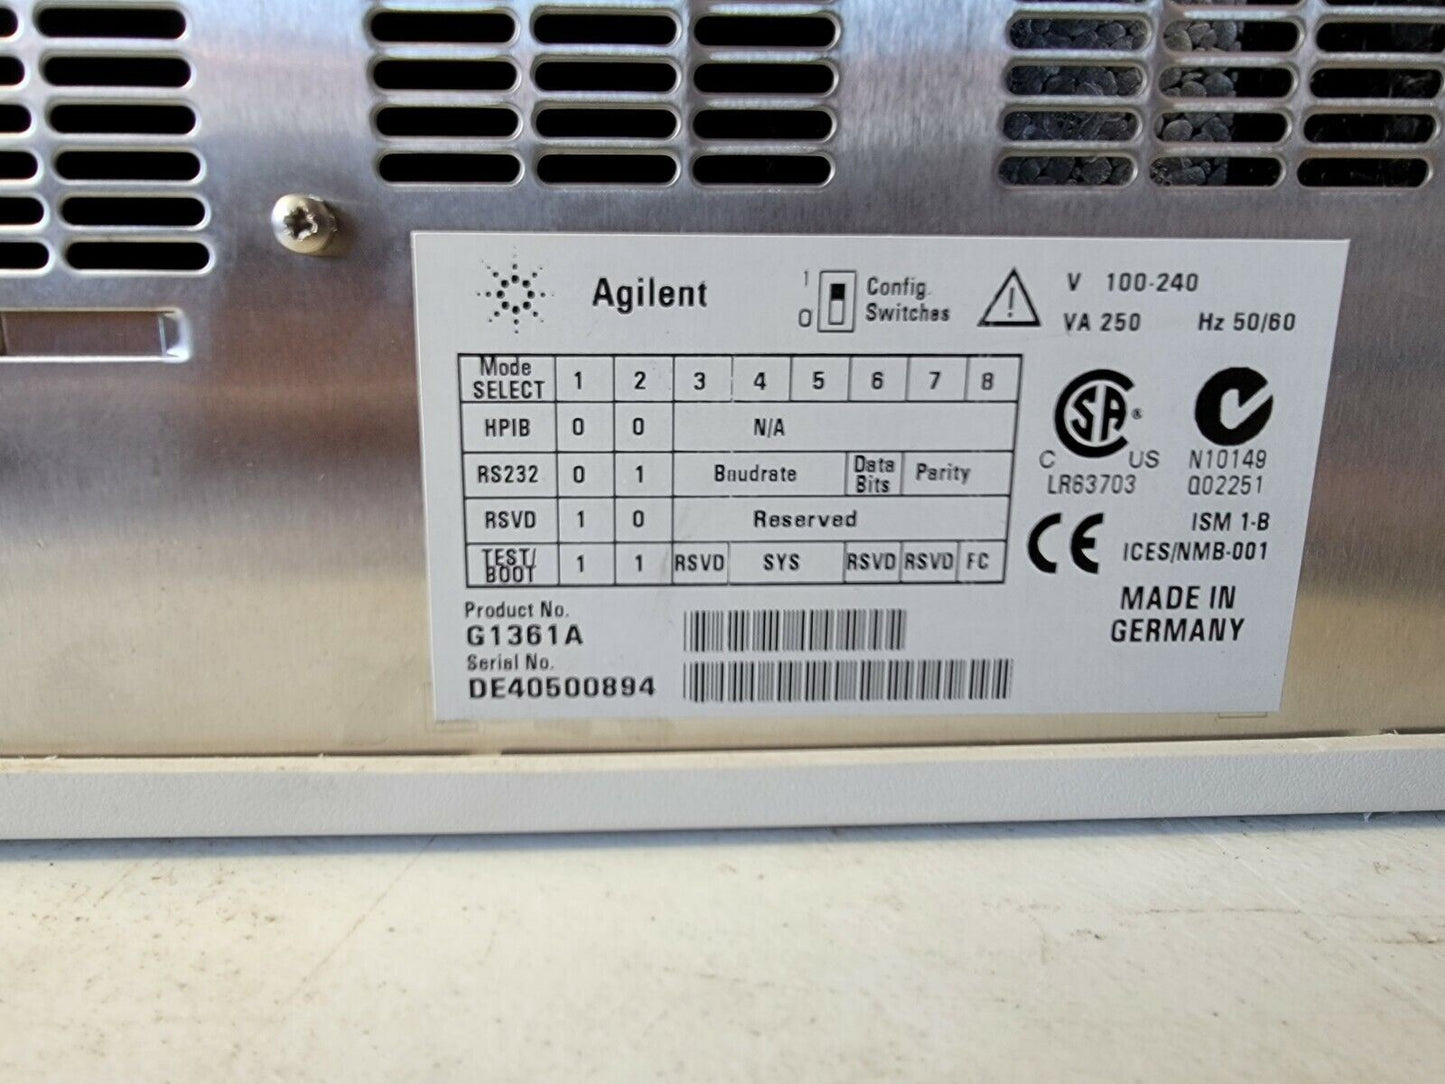 Agilent
1
0
Config.
Switches
V 100-240
VA 250 Hz 50/60
Mode SELECT 1 2 3 4 5 6 7 8
HPIB 0 0 N/A
RS232 0 1 Baudrate Data Bits Parity
RSVD 1 0 Reserved
TEST/ BOOT 1 1 RSVD SYS RSVD RSVD FC
SA ®
C US
LR63703
N10149
Q02251
CE
ISM 1-B
ICES/NMB-001
MADE IN
GERMANY
Product No.
G1361A
Serial No.
DE40500894